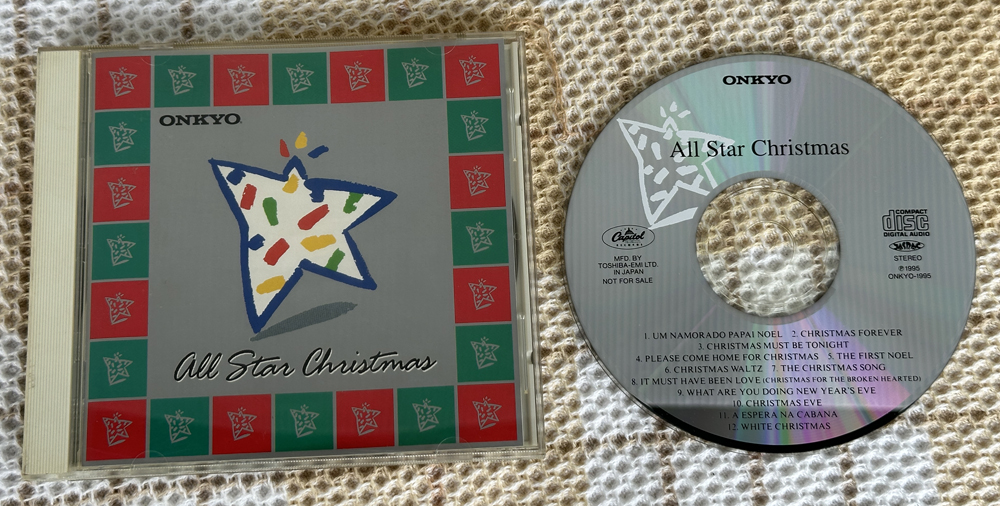 ONKYO
All Star Christmas
ONKYO
All Star Christmas
Capitol
RECORDS
MFD. BY
TOSHIBA-EMI LTD.
IN JAPAN
NOT FOR SALE
COMPACT
disc
DIGITAL AUDIO
STEREO
℗1995
ONKYO-1995
1. UM NAMORADO PAPAI NOEL 2. CHRISTMAS FOREVER
3. CHRISTMAS MUST BE TONIGHT
4. PLEASE COME HOME FOR CHRISTMAS 5. THE FIRST NOEL
6. CHRISTMAS WALTZ 7. THE CHRISTMAS SONG
8. IT MUST HAVE BEEN LOVE (CHRISTMAS FOR THE BROKEN HEARTED)
9. WHAT ARE YOU DOING NEW YEAR'S EVE
10. CHRISTMAS EVE
11. A ESPERA NA CABANA
12. WHITE CHRISTMAS